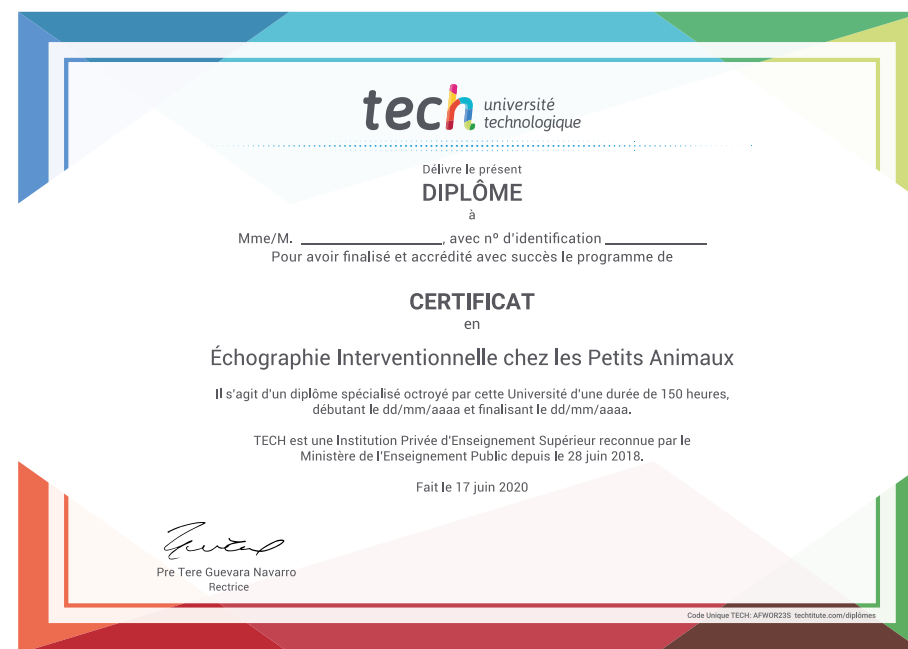 tech université
technologique
Délivre le présent
DIPLÔME
à
Mme/M. ____________________, avec nº d'identification ______________
Pour avoir finalisé et accrédité avec succès le programme de
CERTIFICAT
en
Échographie Interventionnelle chez les Petits Animaux
Il s'agit d'un diplôme spécialisé octroyé par cette Université d'une durée de 150 heures,
débutant le dd/mm/aaaa et finalisant le dd/mm/aaaa.
TECH est une Institution Privée d'Enseignement Supérieur reconnue par le
Ministère de l'Enseignement Public depuis le 28 juin 2018.
Fait le 17 juin 2020
Pre Tere Guevara Navarro
Rectrice
Code Unique TECH: AFWOR23S techtitute.com/diplômes